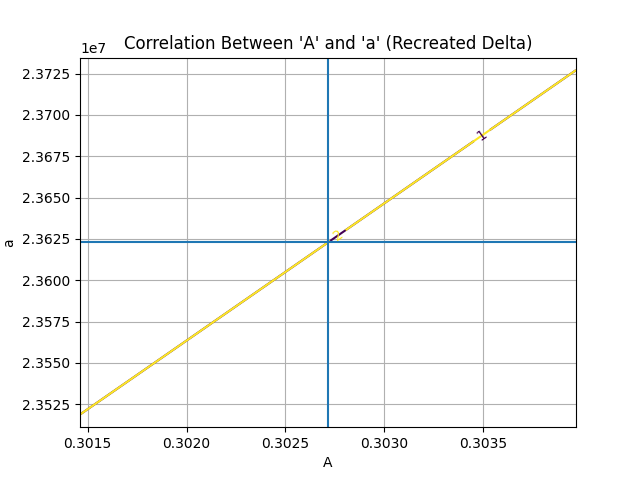 Correlation Between 'A' and 'a' (Recreated Delta)
1e7
2.3725
2.3700
2.3675
2.3650
2.3625
2.3600
2.3575
2.3550
2.3525
a
0.3015 0.3020 0.3025 0.3030 0.3035
A